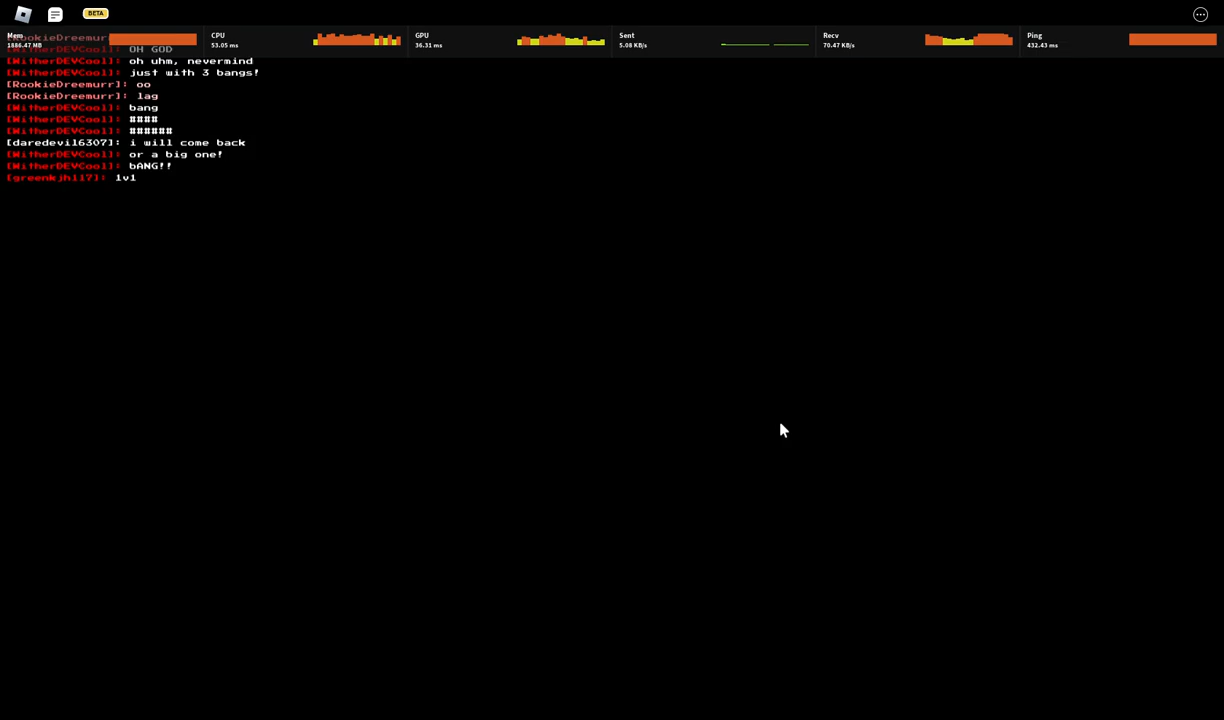 BETA
Mem
1886.47 MB
CPU
53.05 ms
GPU
36.31 ms
Sent
5.08 KB/s
Recv
70.47 KB/s
Ping
432.43 ms
[RookieDreemurr
[WitherDEVCool]: OH GOD
[WitherDEVCool]: oh uhm, nevermind
[WitherDEVCool]: just with 3 bangs!
[RookieDreemurr]: oo
[RookieDreemurr]: lag
[WitherDEVCool]: bang
[WitherDEVCool]: ####
[WitherDEVCool]: ######
[daredevil6307]: i will come back
[WitherDEVCool]: or a big one!
[WitherDEVCool]: bANG!!
[greenkjh117]: 1v1